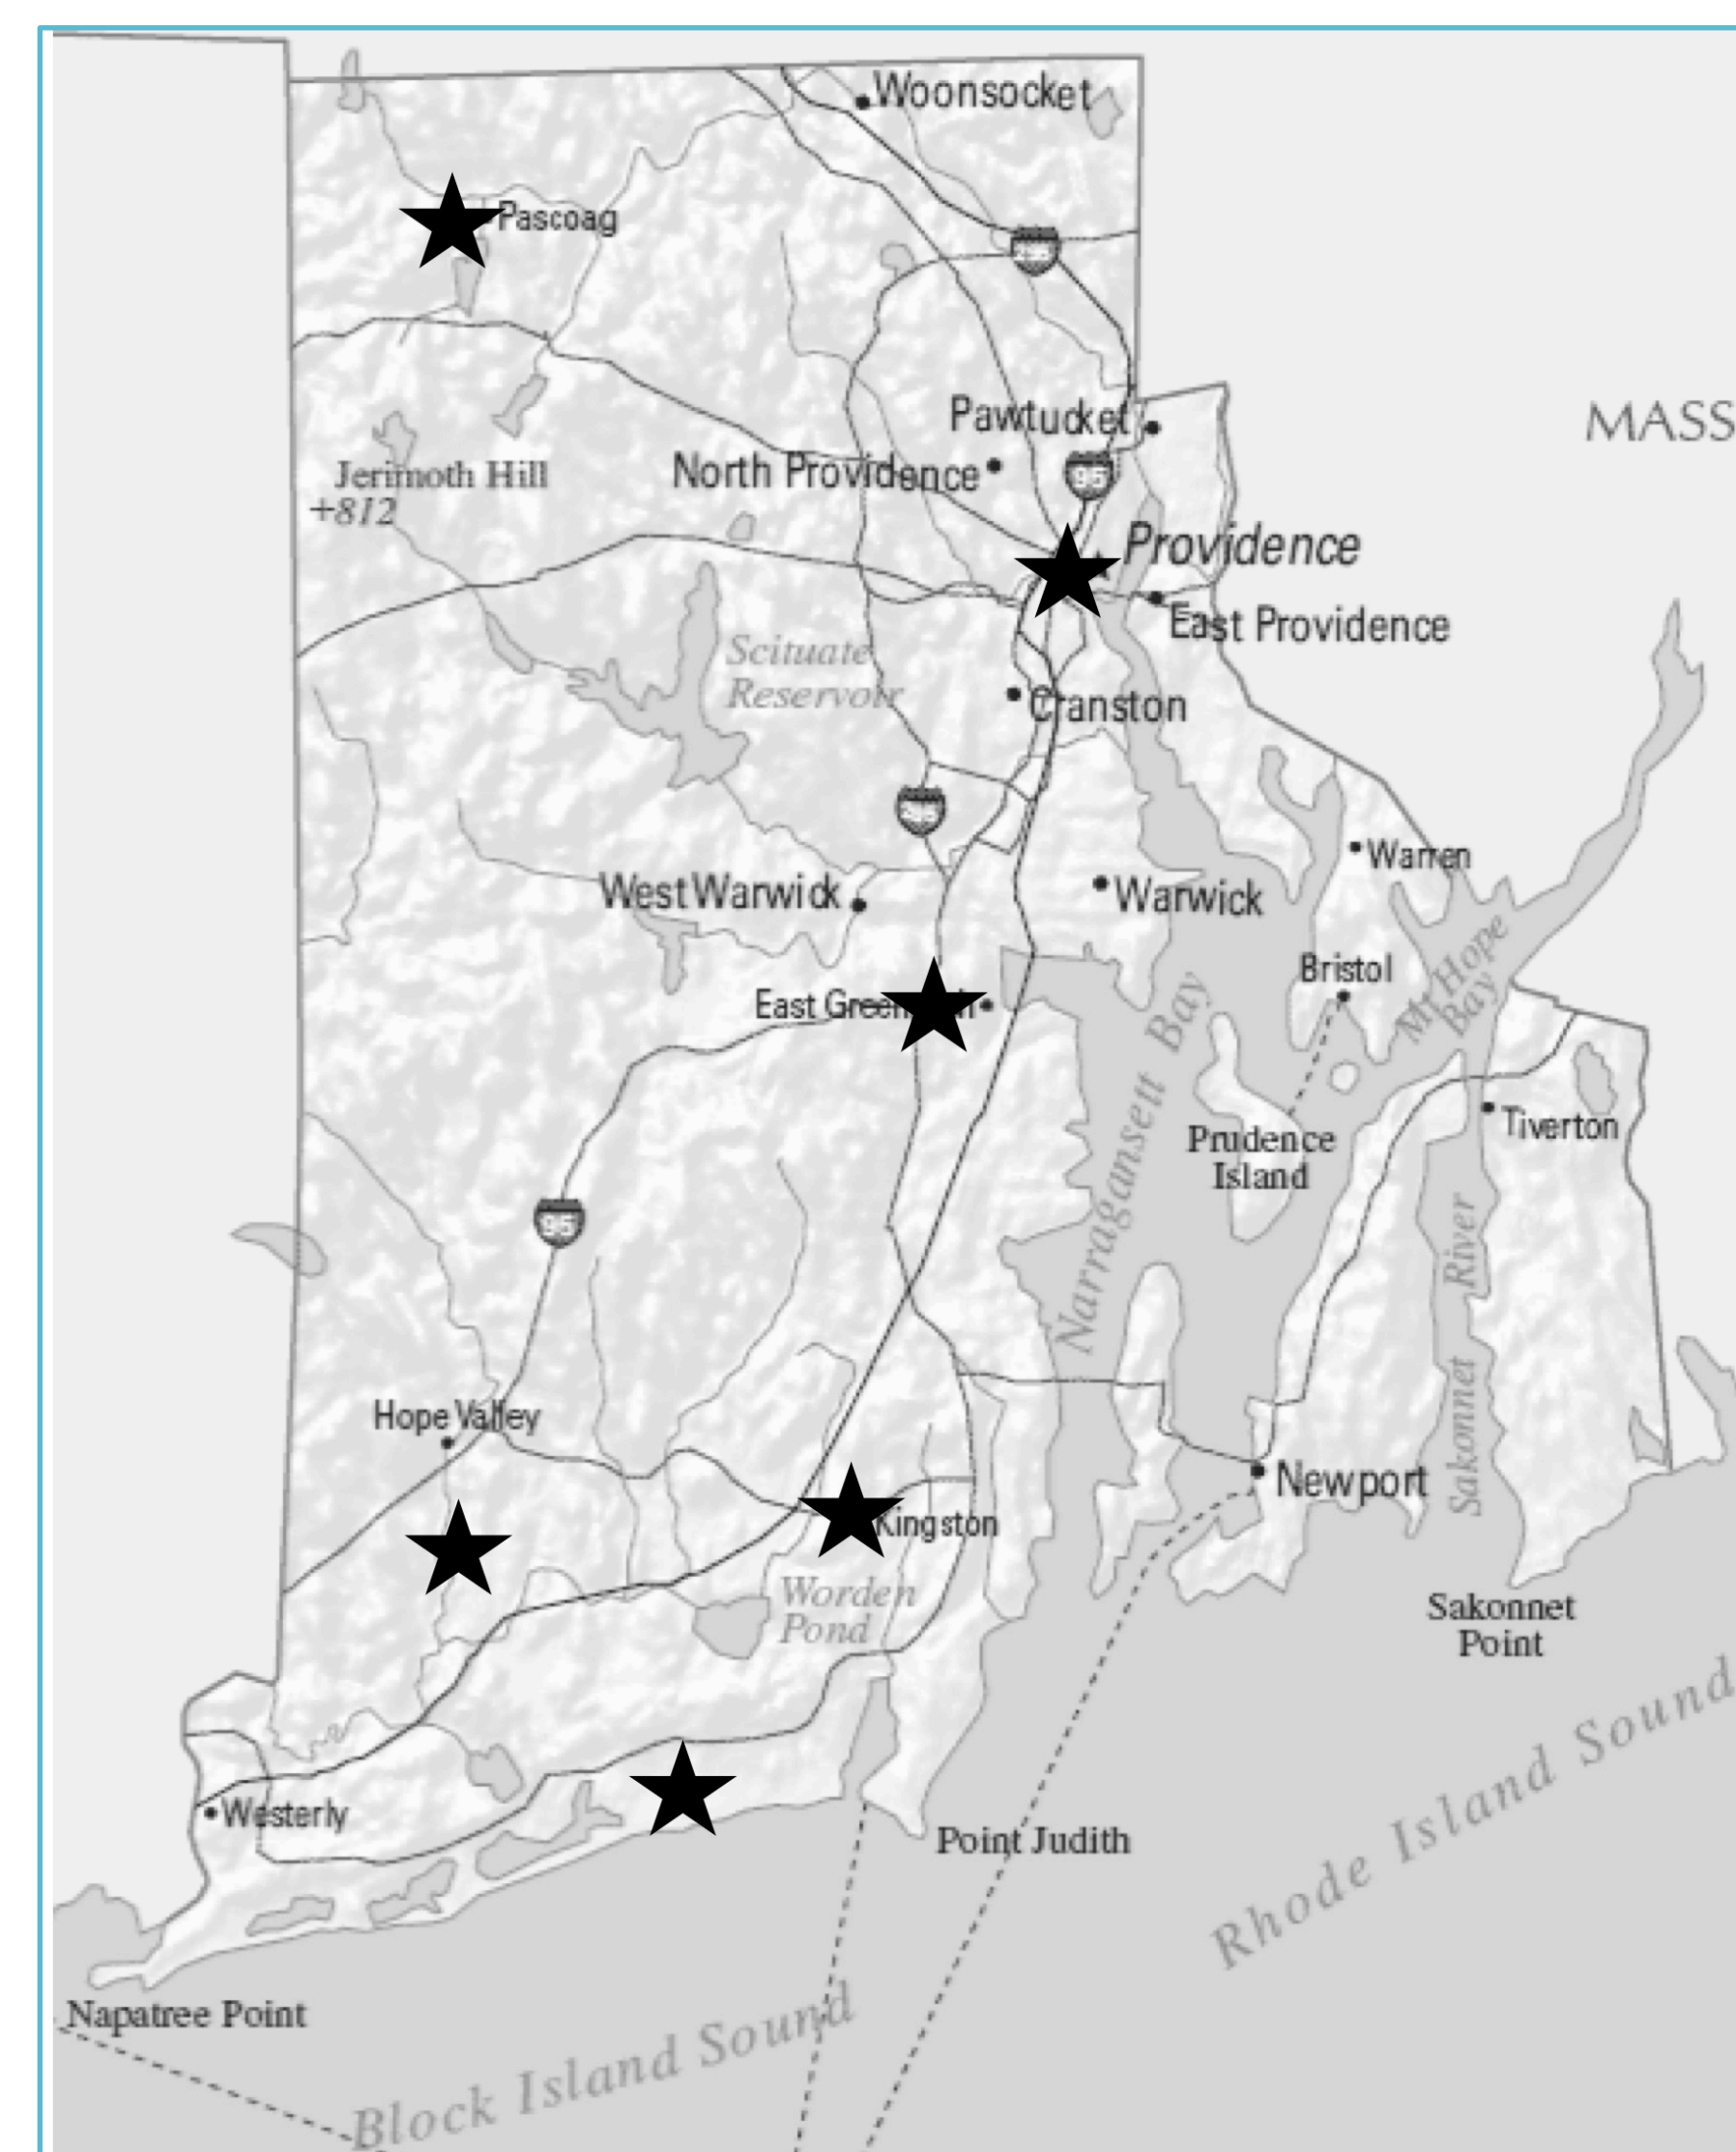 Woonsocket
Pascoag
MASS
Pawtucket
Jerimoth Hill
+812
North Providence
95
Providence
East Providence
Scituate
Reservoir
Cranston
Warren
West Warwick
Warwick
Mt Hope
Bay
Bristol
East
Narragansett Bay
Prudence
Island
Tiverton
95
Sakonnet River
Hope Valley
Newport
Kingston
Worden
Pond
Sakonnet
Point
Westerly
Point Judith
Rhode Island Sound
Napatree Point
Block Island Sound